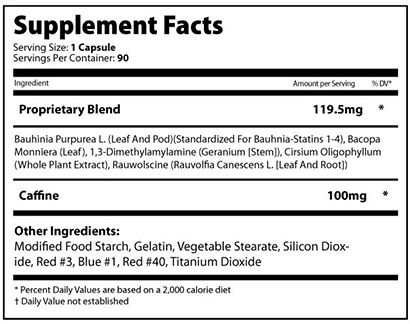 Supplement Facts
Serving Size: 1 Capsule
Servings Per Container: 90
Ingredient Amount per Serving % DV*
Proprietary Blend 119.5mg *
Bauhinia Purpurea L. (Leaf And Pod)(Standardized For Bauhnia-Statins 1-4), Bacopa
Monniera (Leaf), 1,3-Dimethylamylamine (Geranium [Stem]), Cirsium Oligophyllum
(Whole Plant Extract), Rauwolscine (Rauvolfia Canescens L. [Leaf And Root])
Caffine 100mg *
Other Ingredients:
Modified Food Starch, Gelatin, Vegetable Stearate, Silicon Diox-
ide, Red #3, Blue #1, Red #40, Titanium Dioxide
* Percent Daily Values are based on a 2,000 calorie diet
† Daily Value not established